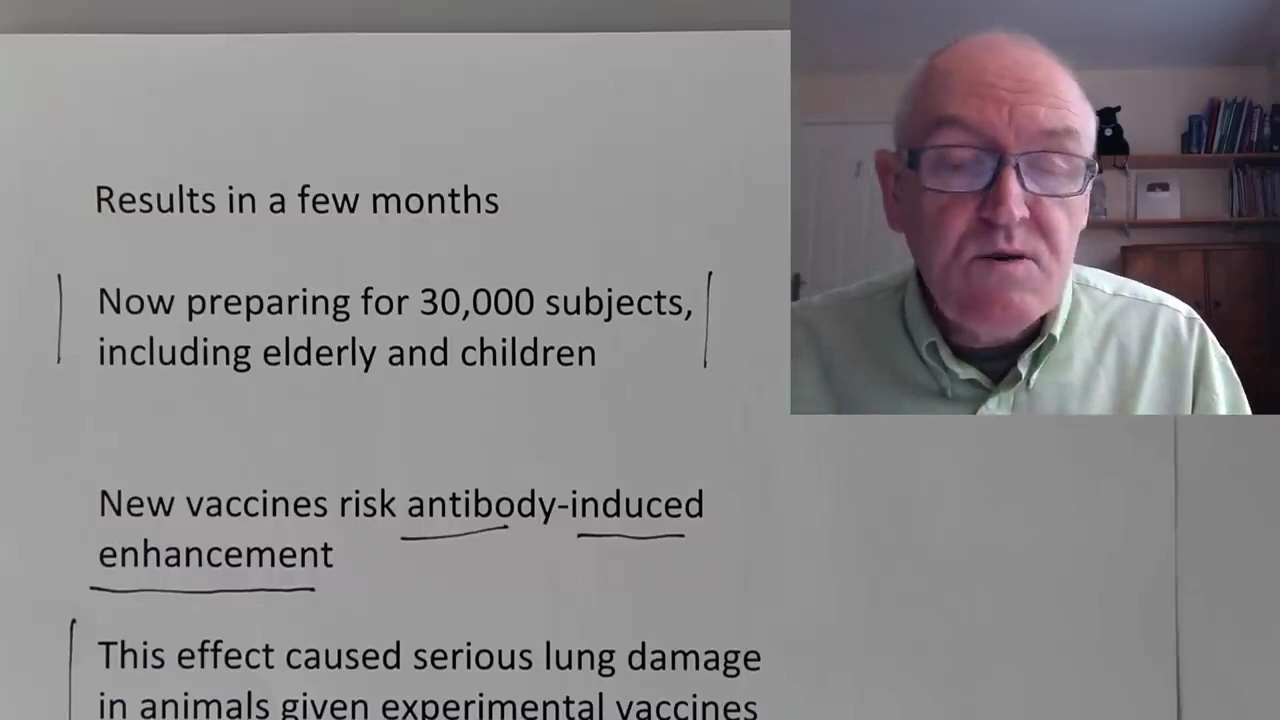 Results in a few months
Now preparing for 30,000 subjects,
including elderly and children
New vaccines risk antibody-induced
enhancement
This effect caused serious lung damage
in animals given experimental vaccines